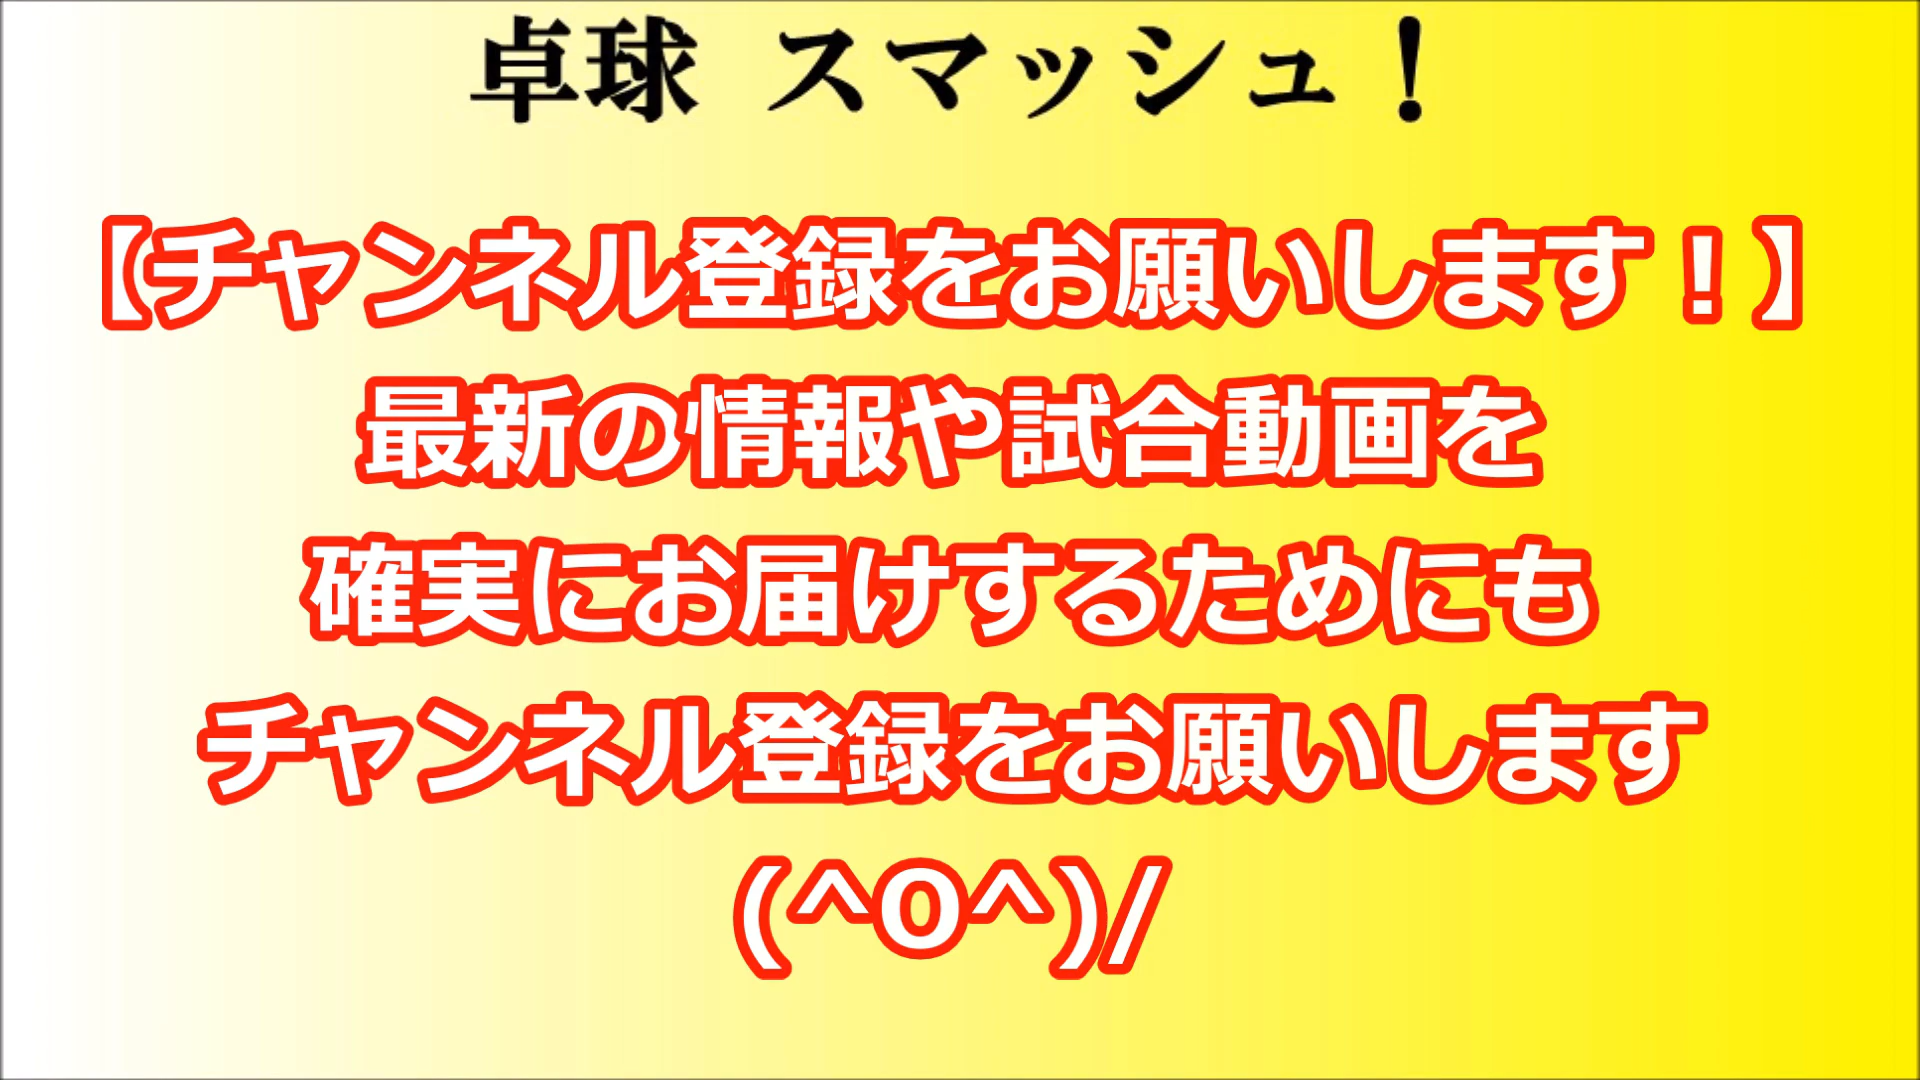 卓球 スマッシュ！
【チャンネル登録をお願いします！】
最新の情報や試合動画を
確実にお届けするためにも
チャンネル登録をお願いします
(^O^)/